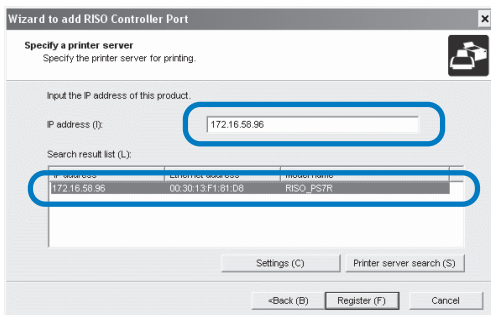 Wizard to add RISO Controller Port
Specify a printer server
Specify the printer server for printing.
Input the IP address of this product.
IP address (I): 172.16.58.96
Search result list (L):
IP address Ethernet address Model name
172.16.58.96 00:30:13:F1:81:D8 RISO_PS7R
Settings (C) Printer server search (S)
<Back (B) Register (F) Cancel